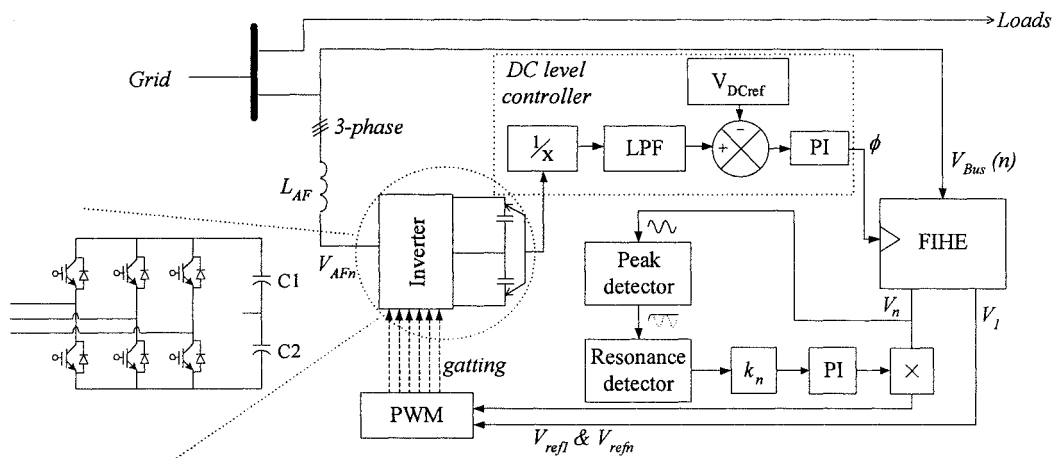 Loads
Grid
DC level
controller
V_DCref
3-phase
1/x
LPF
−
+
PI
ϕ
V_Bus (n)
L_AF
Inverter
FIHE
V_AFn
Peak
detector
V_n
V_1
C1
C2
gatting
Resonance
detector
k_n
PI
×
PWM
V_ref1 & V_refn